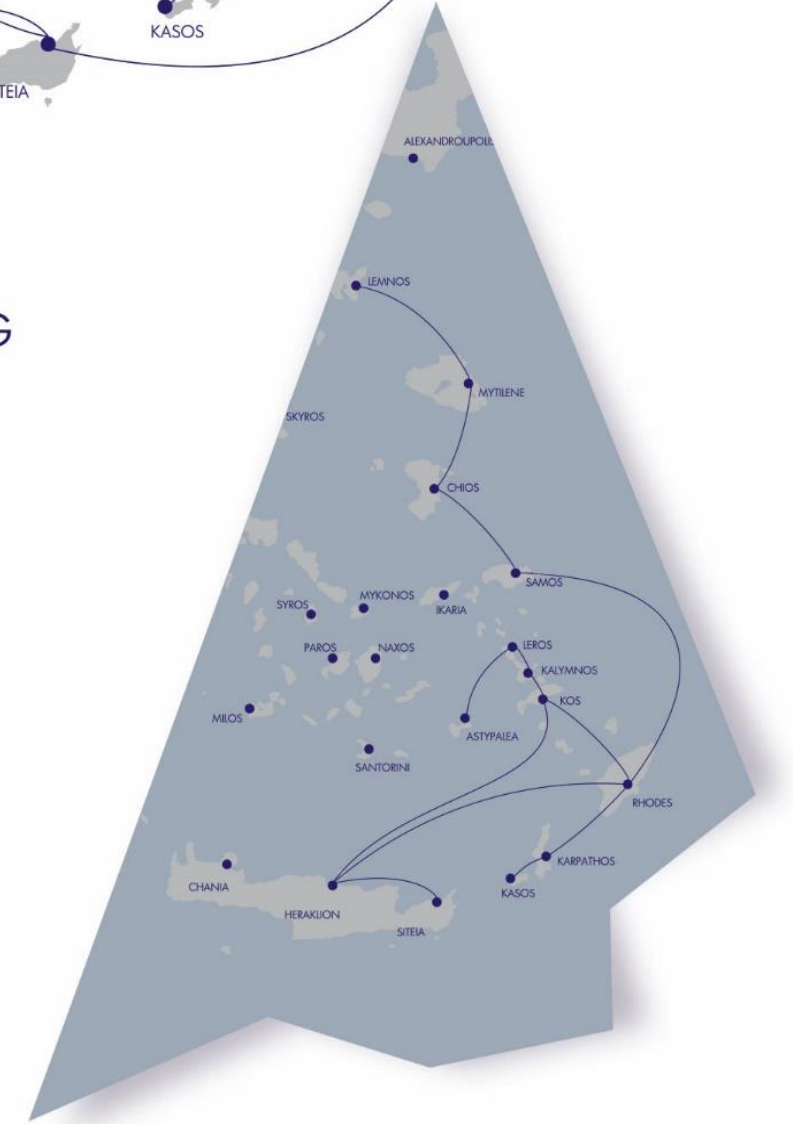 KASOS
TEIA
G
ALEXANDROUPOLIS
LEMNOS
MYTILENE
SKYROS
CHIOS
SAMOS
MYKONOS
IKARIA
SYROS
LEROS
PAROS
NAXOS
KALYMNOS
KOS
MILOS
ASTYPALEA
SANTORINI
RHODES
KARPATHOS
CHANIA
KASOS
HERAKLION
SITEIA